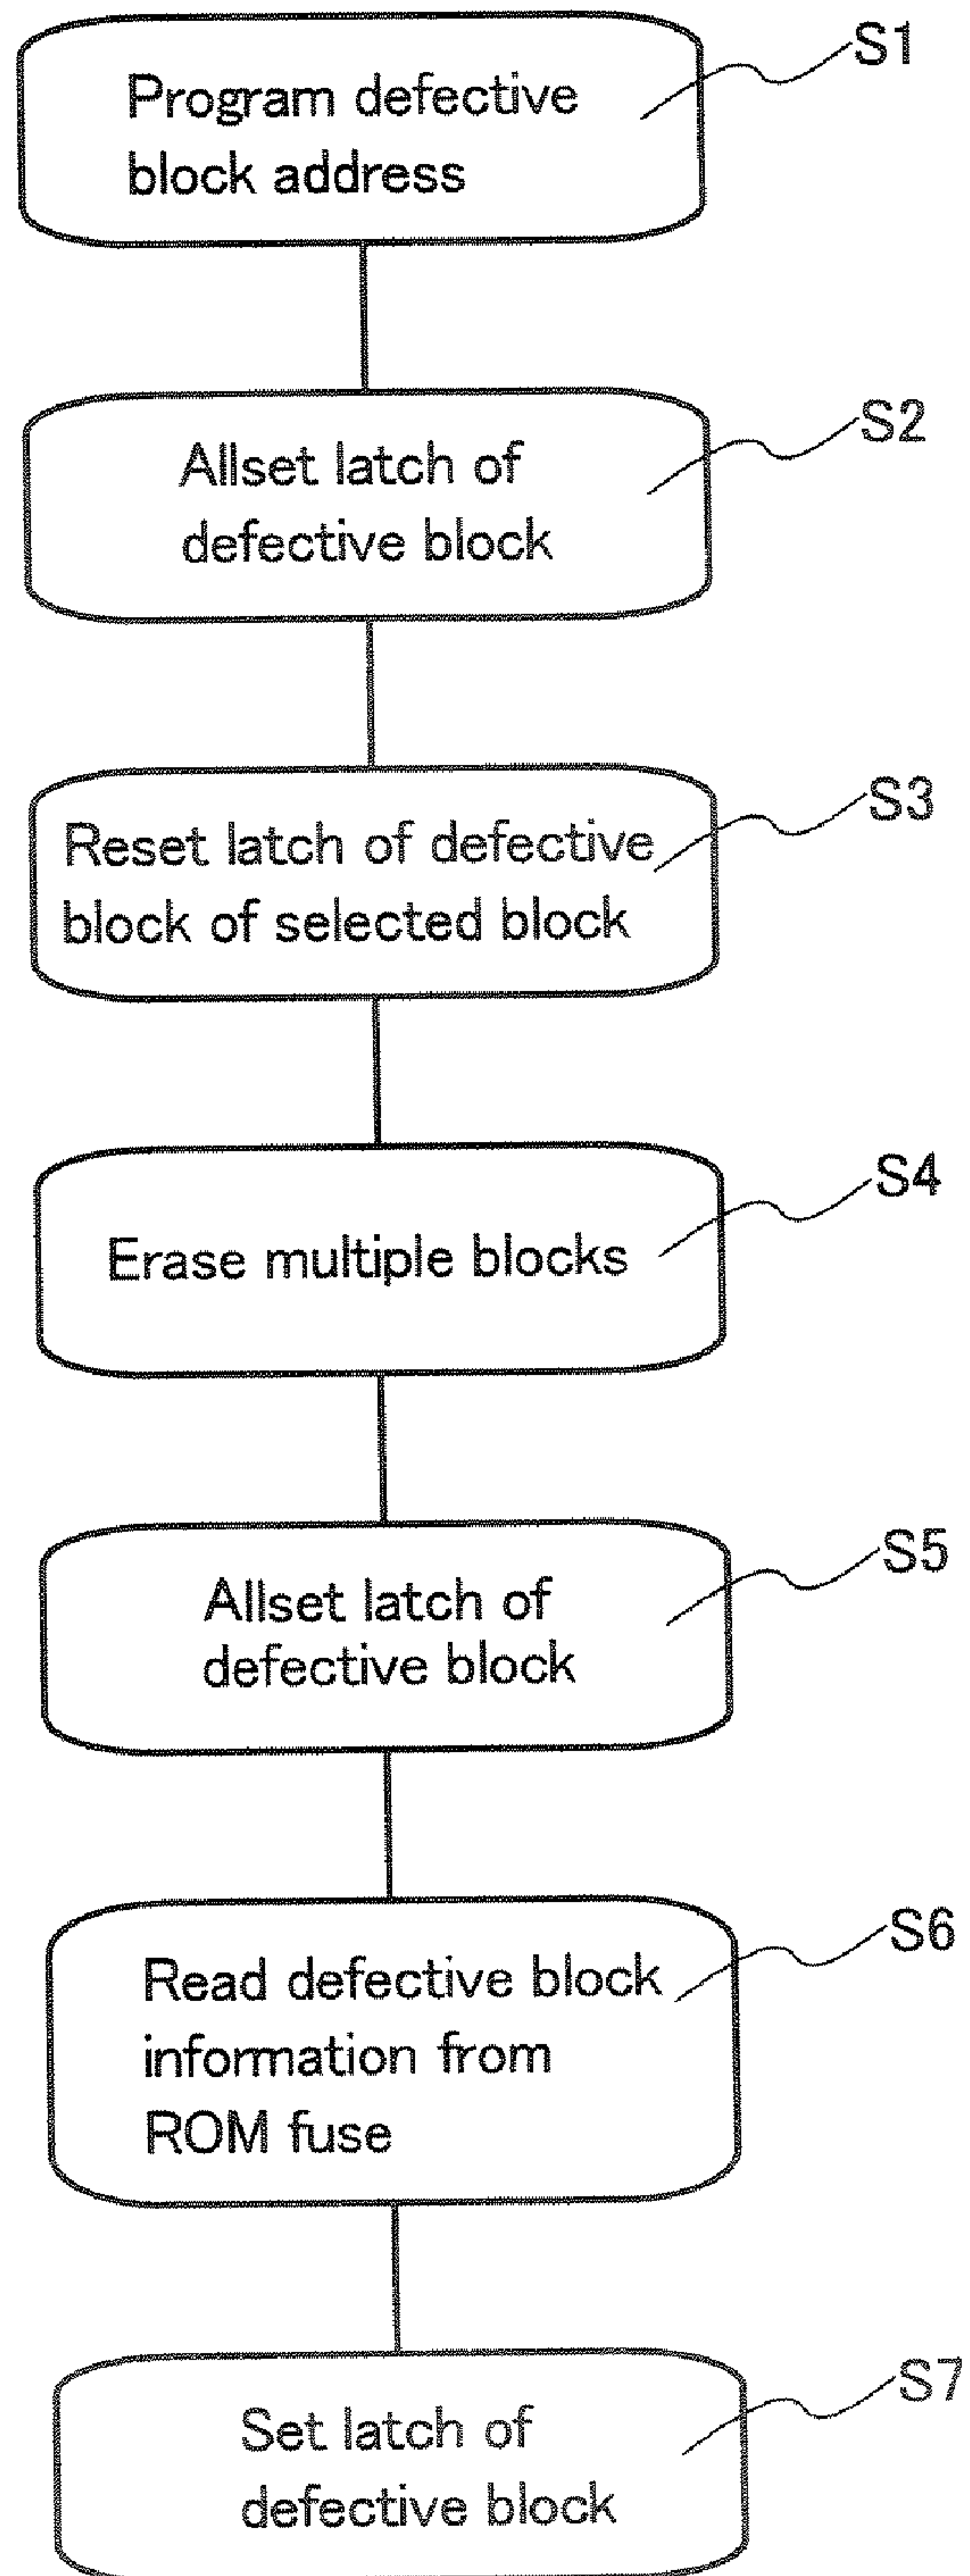 S1
Program defective
block address
S2
Allset latch of
defective block
S3
Reset latch of defective
block of selected block
S4
Erase multiple blocks
S5
Allset latch of
defective block
S6
Read defective block
information from
ROM fuse
S7
Set latch of
defective block